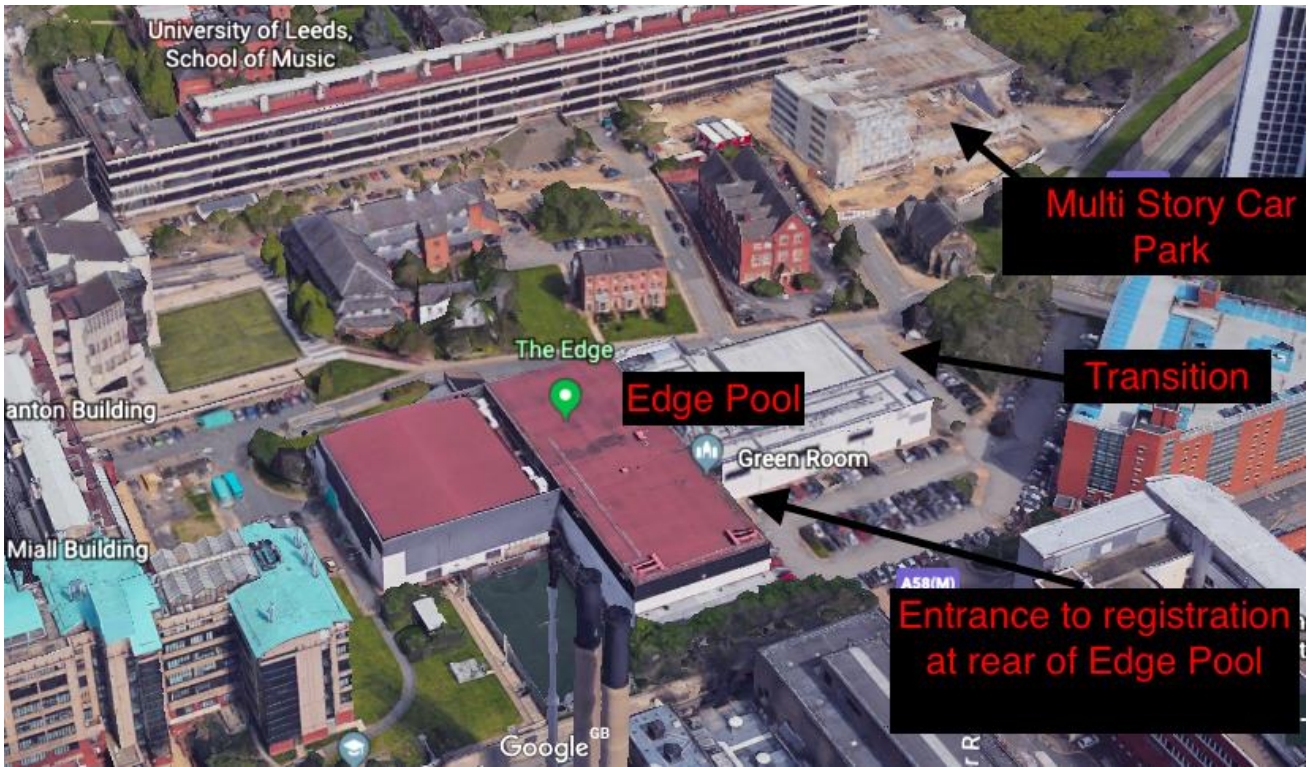 University of Leeds,
School of Music
Multi Story Car
Park
The Edge
Edge Pool
Transition
anton Building
Green Room
Miall Building
A58(M)
Entrance to registration
at rear of Edge Pool
Google
GB
r R